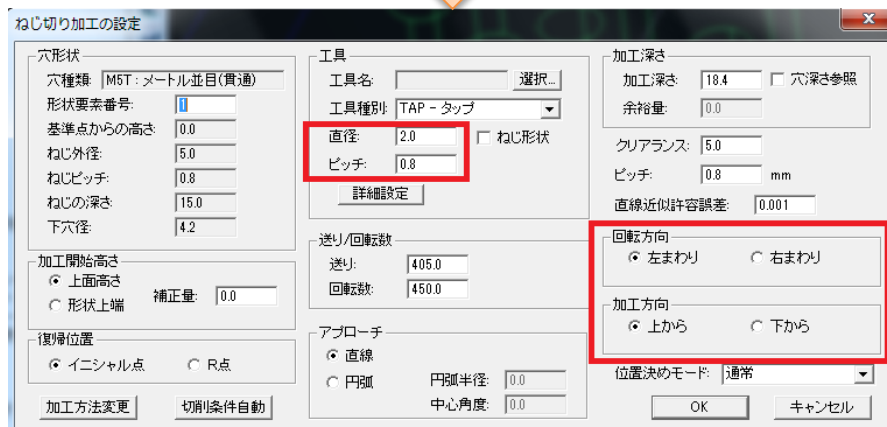 ねじ切り加工の設定
穴形状
穴種類: M5T:メートル並目(貫通)
形状要素番号: 1
基準点からの高さ: 0.0
ねじ外径: 5.0
ねじピッチ: 0.8
ねじの深さ: 15.0
下穴径: 4.2
加工開始高さ
上面高さ
形状上端
補正量: 0.0
復帰位置
イニシャル点 R点
加工方法変更 切削条件自動
工具
工具名: 選択...
工具種別: TAP - タップ
直径: 2.0 ねじ形状
ピッチ: 0.8
詳細設定
送り/回転数
送り: 405.0
回転数: 450.0
アプローチ
直線
円弧 円弧半径: 0.0
中心角度: 0.0
加工深さ
加工深さ: 18.4 穴深さ参照
余裕量: 0.0
クリアランス: 5.0
ピッチ: 0.8 mm
直線近似許容誤差: 0.001
回転方向
左まわり 右まわり
加工方向
上から 下から
位置決めモード: 通常
OK キャンセル